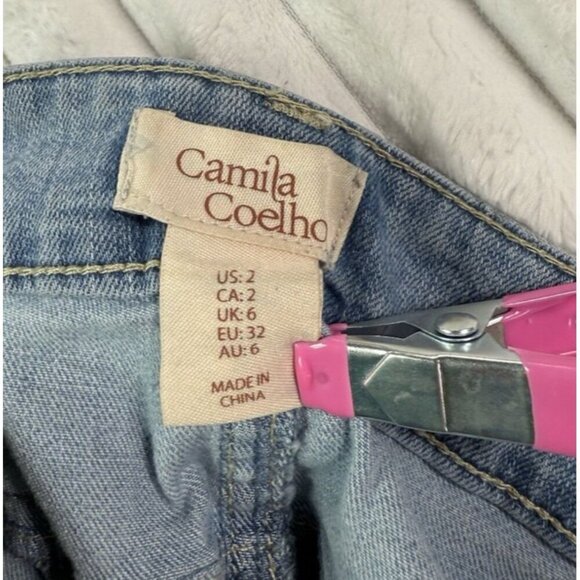 Camila
Coelho
US: 2
CA: 2
UK: 6
EU: 32
AU: 6
MADE IN
CHINA